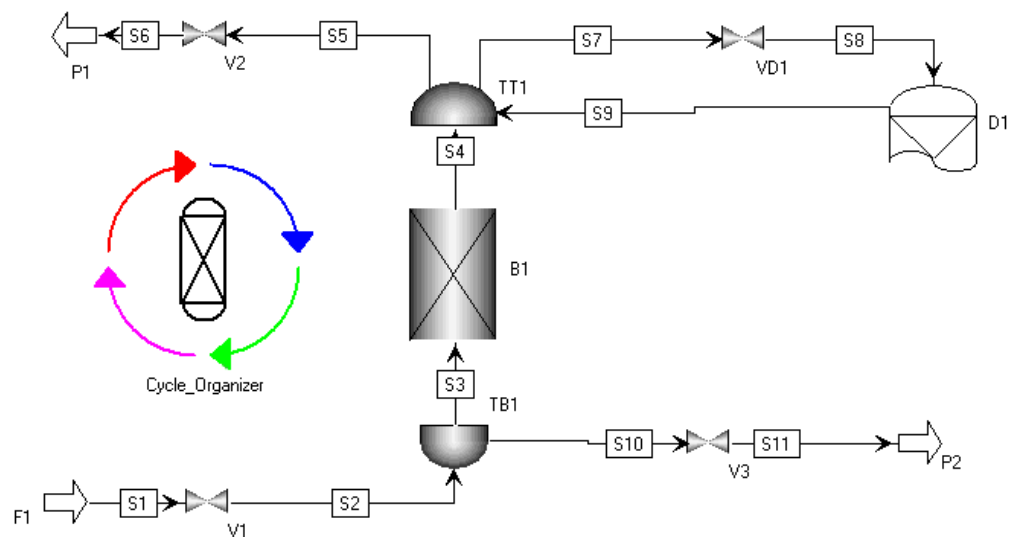 S6
S5
S7
S8
P1
V2
VD1
TT1
S9
D1
S4
B1
Cycle_Organizer
S3
TB1
S10
S11
V3
P2
F1
S1
S2
V1